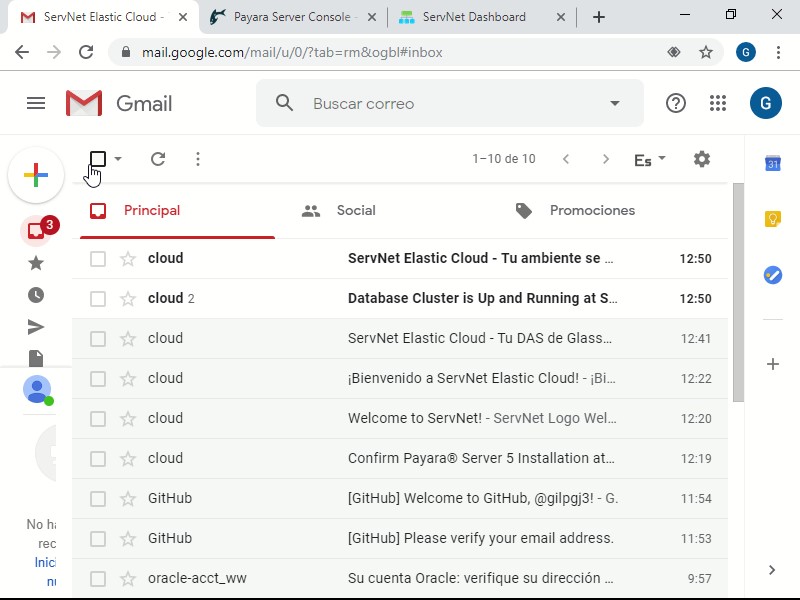 ServNet Elastic Cloud -
Payara Server Console -
ServNet Dashboard
mail.google.com/mail/u/0/?tab=rm&ogbl#inbox
G
Gmail
Buscar correo
G
1–10 de 10
Es
31
3
Principal
Social
Promociones
cloud ServNet Elastic Cloud - Tu ambiente se ... 12:50
cloud 2 Database Cluster is Up and Running at S... 12:50
cloud ServNet Elastic Cloud - Tu DAS de Glass... 12:41
cloud ¡Bienvenido a ServNet Elastic Cloud! - ¡Bi... 12:22
cloud Welcome to ServNet! - ServNet Logo Wel... 12:20
cloud Confirm Payara® Server 5 Installation at... 12:19
GitHub [GitHub] Welcome to GitHub, @gilpgj3! - G. 11:54
GitHub [GitHub] Please verify your email address. 11:53
oracle-acct_ww Su cuenta Oracle: verifique su dirección ... 9:57
No ha
rec
Inici
nu